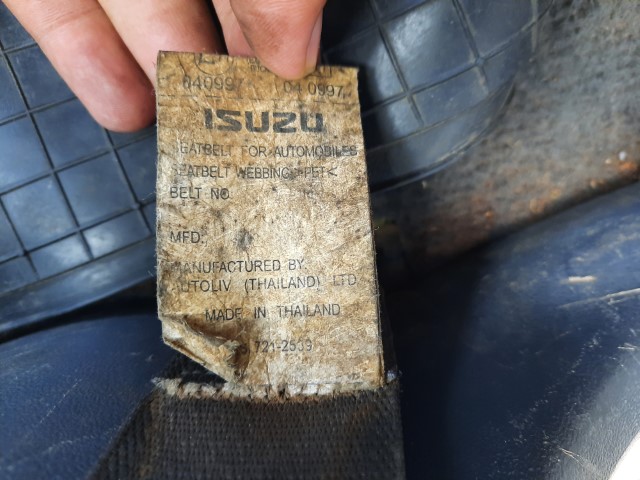 040997 04 0997
ISUZU
SEATBELT FOR AUTOMOBILES
SEATBELT WEBBING >PET<
BELT NO.
MFD.
MANUFACTURED BY.
AUTOLIV (THAILAND) LTD
MADE IN THAILAND
721-2539